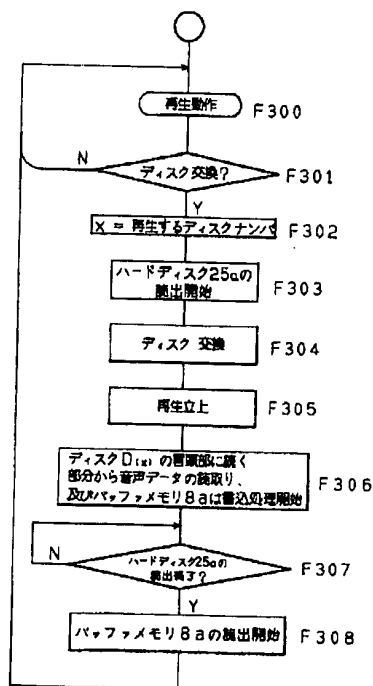 再生動作 F300
N
ディスク交換? F301
Y
X = 再生するディスクナンバ F302
ハードディスク25aの
読出開始 F303
ディスク 交換 F304
再生立上 F305
ディスクD(x)の冒頭部に続く
部分から音声データの読取り、
及びバッファメモリ8aは書込処理開始 F306
N
ハードディスク25aの
読出終了? F307
Y
バッファメモリ8aの読出開始 F308